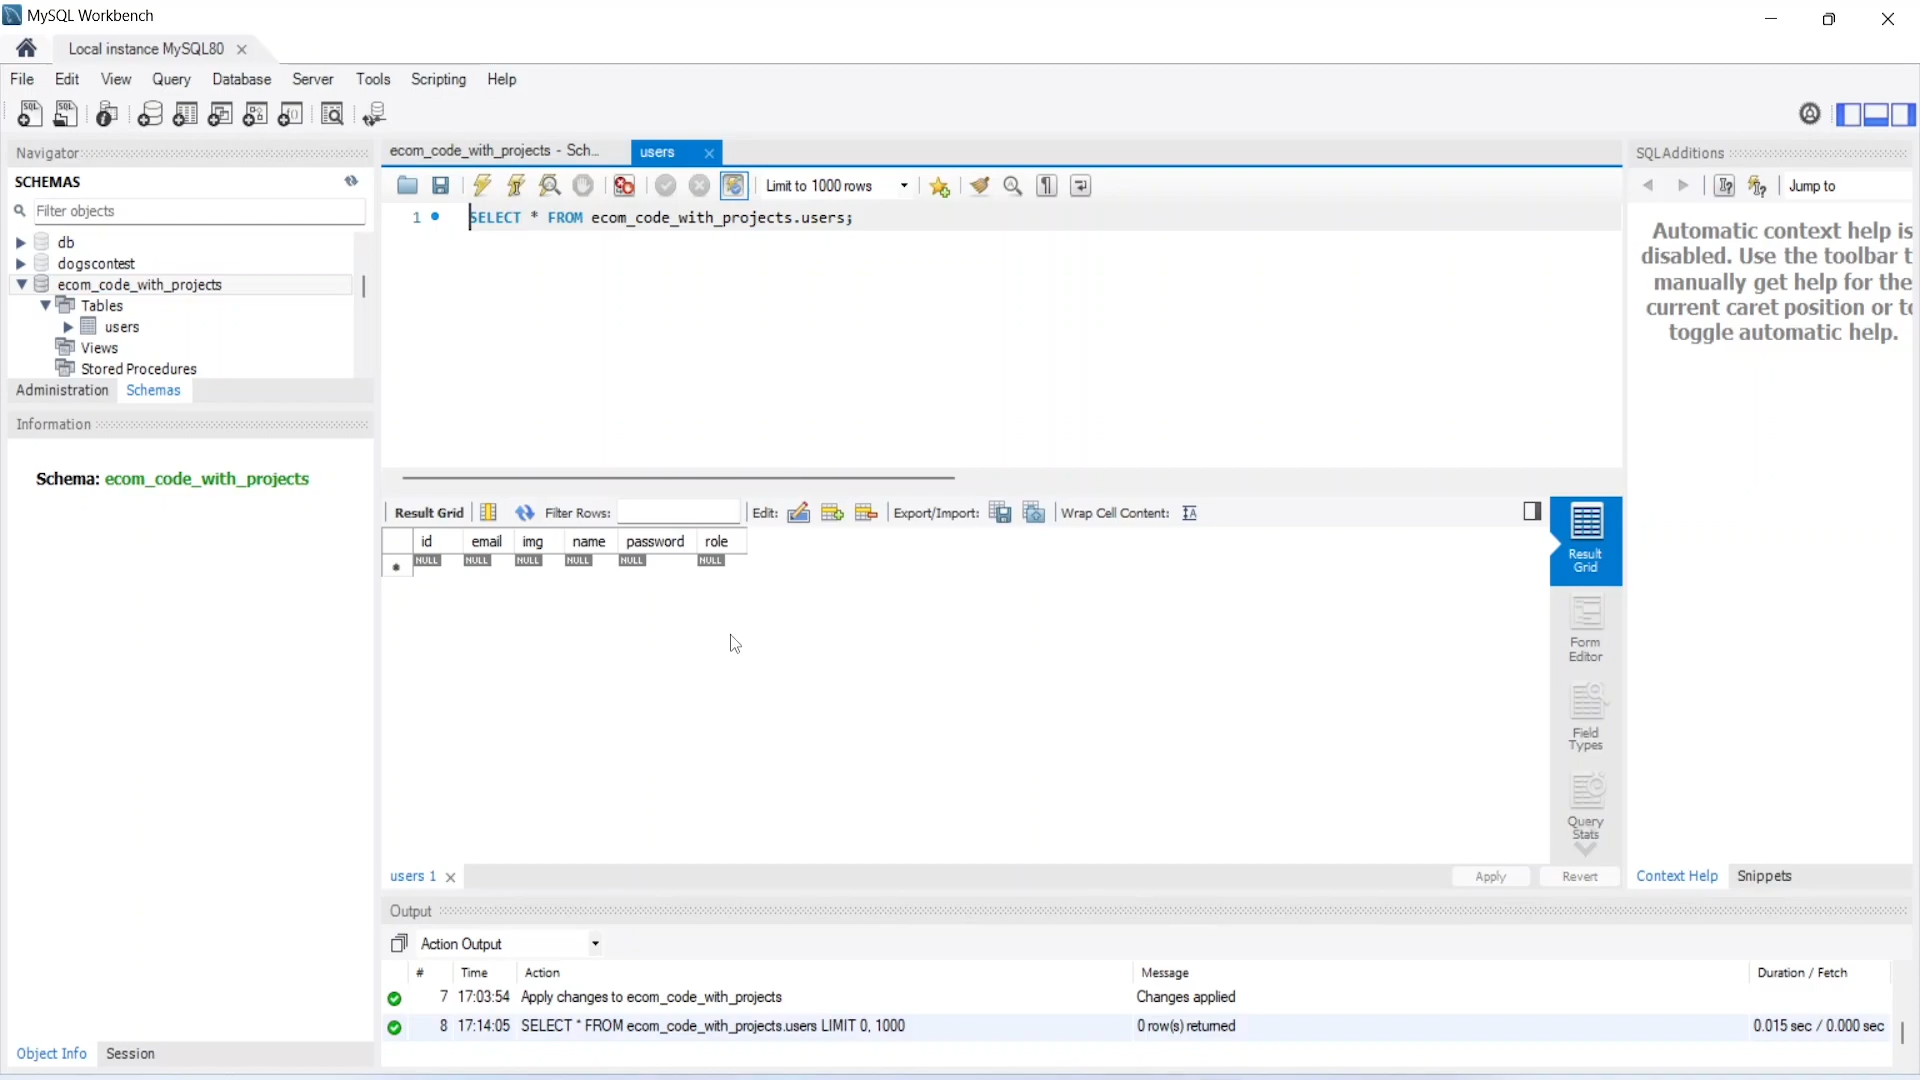 MySQL Workbench
Local instance MySQL80
File Edit View Query Database Server Tools Scripting Help
Navigator
SCHEMAS
Filter objects
db
dogscontest
ecom_code_with_projects
Tables
users
Views
Stored Procedures
Administration Schemas
Information
Schema: ecom_code_with_projects
Object Info Session
ecom_code_with_projects - Sch...
users
Limit to 1000 rows
1 SELECT * FROM ecom_code_with_projects.users;
Result Grid Filter Rows: Edit: Export/Import: Wrap Cell Content:
id email img name password role
NULL NULL NULL NULL NULL NULL
Result
Grid
Form
Editor
Field
Types
Query
Stats
users 1
Apply Revert
SQLAdditions
Jump to
Automatic context help is
disabled. Use the toolbar t
manually get help for the
current caret position or to
toggle automatic help.
Context Help Snippets
Output
Action Output
# Time Action Message Duration / Fetch
7 17:03:54 Apply changes to ecom_code_with_projects Changes applied
8 17:14:05 SELECT * FROM ecom_code_with_projects.users LIMIT 0, 1000 0 row(s) returned 0.015 sec / 0.000 sec